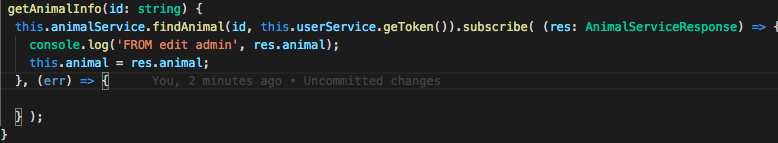 getAnimalInfo(id: string) {
this.animalService.findAnimal(id, this.userService.geToken()).subscribe( (res: AnimalServiceResponse) => {
console.log('FROM edit admin', res.animal);
this.animal = res.animal;
}, (err) => { You, 2 minutes ago • Uncommitted changes
} );
}